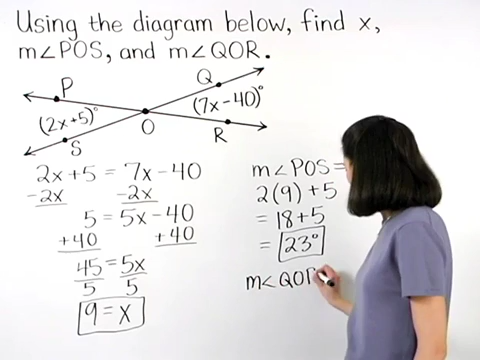 Using the diagram below, find x,
m∠POS, and m∠QOR.
P
Q
(2x+5)°
(7x-40)°
O
R
S
2x+5 = 7x-40
-2x -2x
5 = 5x-40
+40 +40
45 = 5x
5 5
9 = x
m∠POS =
2(9)+5
= 18+5
= 23°
m∠QOR